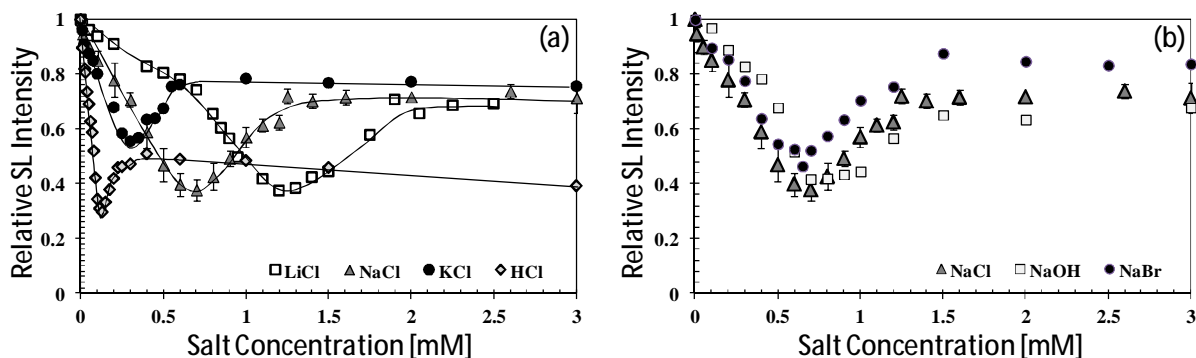 (a)
Relative SL Intensity
1
0.8
0.6
0.4
0.2
0
LiCl NaCl KCl HCl
0 0.5 1 1.5 2 2.5 3
Salt Concentration [mM]
(b)
Relative SL Intensity
1
0.8
0.6
0.4
0.2
0
NaCl NaOH NaBr
0 0.5 1 1.5 2 2.5 3
Salt Concentration [mM]